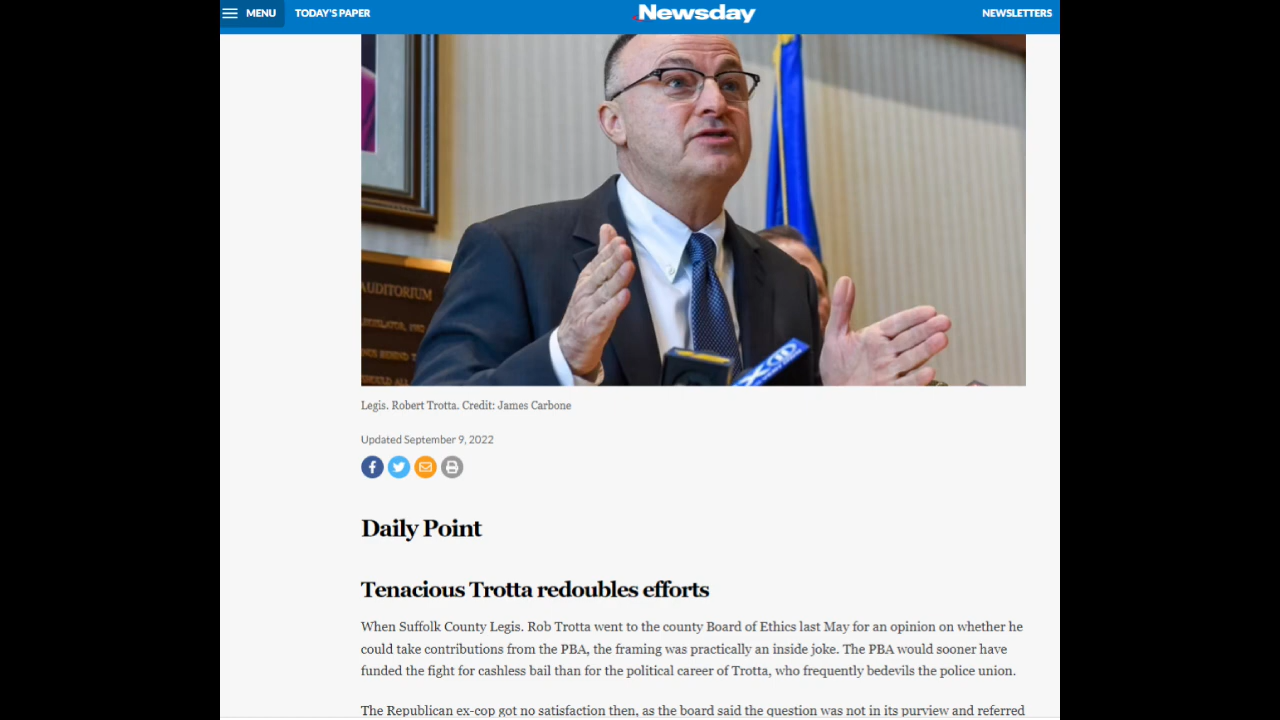 MENU
TODAY'S PAPER
Newsday
NEWSLETTERS
AUDITORIUM
Legis. Robert Trotta. Credit: James Carbone
Updated September 9, 2022
Daily Point
Tenacious Trotta redoubles efforts
When Suffolk County Legis. Rob Trotta went to the county Board of Ethics last May for an opinion on whether he
could take contributions from the PBA, the framing was practically an inside joke. The PBA would sooner have
funded the fight for cashless bail than for the political career of Trotta, who frequently bedevils the police union.
The Republican ex-cop got no satisfaction then, as the board said the question was not in its purview and referred